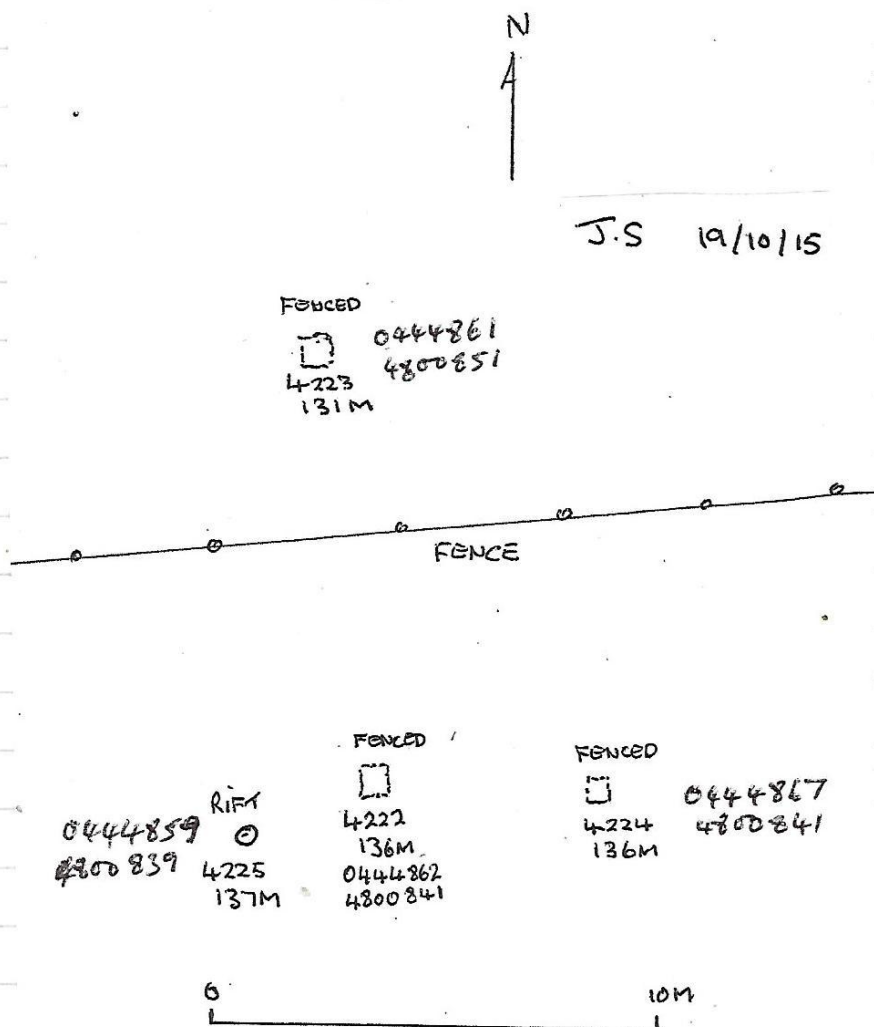 N
J.S 19/10/15
FENCED
0444861
4800851
4223
131M
FENCE
FENCED
4222
136M
0444862
4800841
FENCED
4224
136M
0444867
4800841
RIFT
0444859
4800839
4225
137M
0 10M